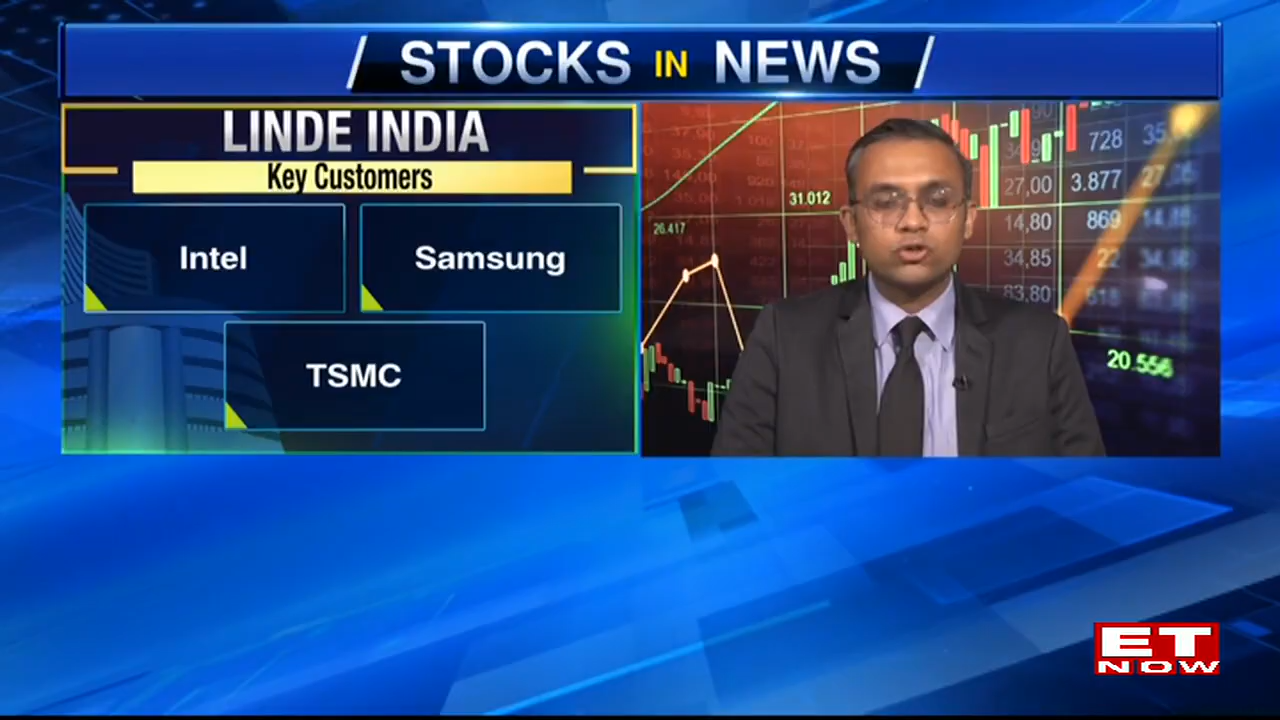 STOCKS IN NEWS
LINDE INDIA
Key Customers
Intel
Samsung
TSMC
26.417
31.012
728
27,00
3.877
14,80
869
34,85
22
83,80
20.556
ET
NOW